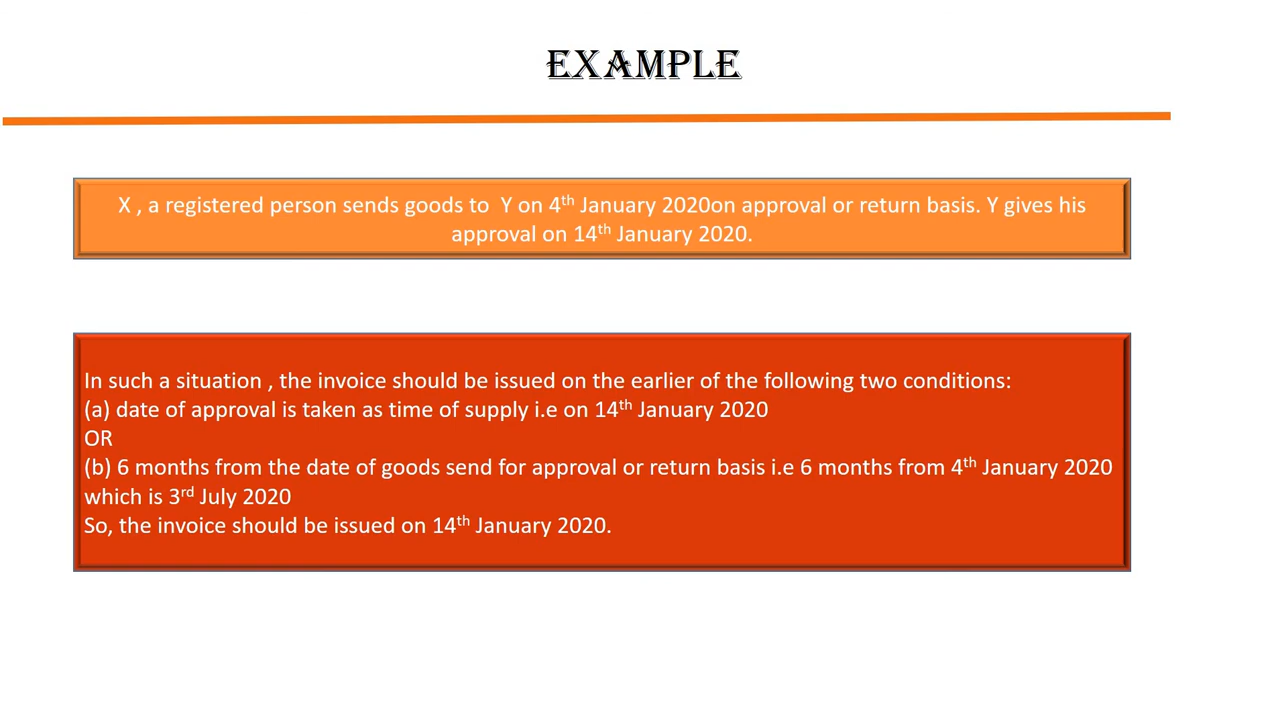 EXAMPLE
X , a registered person sends goods to  Y on 4th January 2020on approval or return basis. Y gives his
approval on 14th January 2020.
In such a situation , the invoice should be issued on the earlier of the following two conditions:
(a) date of approval is taken as time of supply i.e on 14th January 2020
OR
(b) 6 months from the date of goods send for approval or return basis i.e 6 months from 4th January 2020
which is 3rd July 2020
So, the invoice should be issued on 14th January 2020.